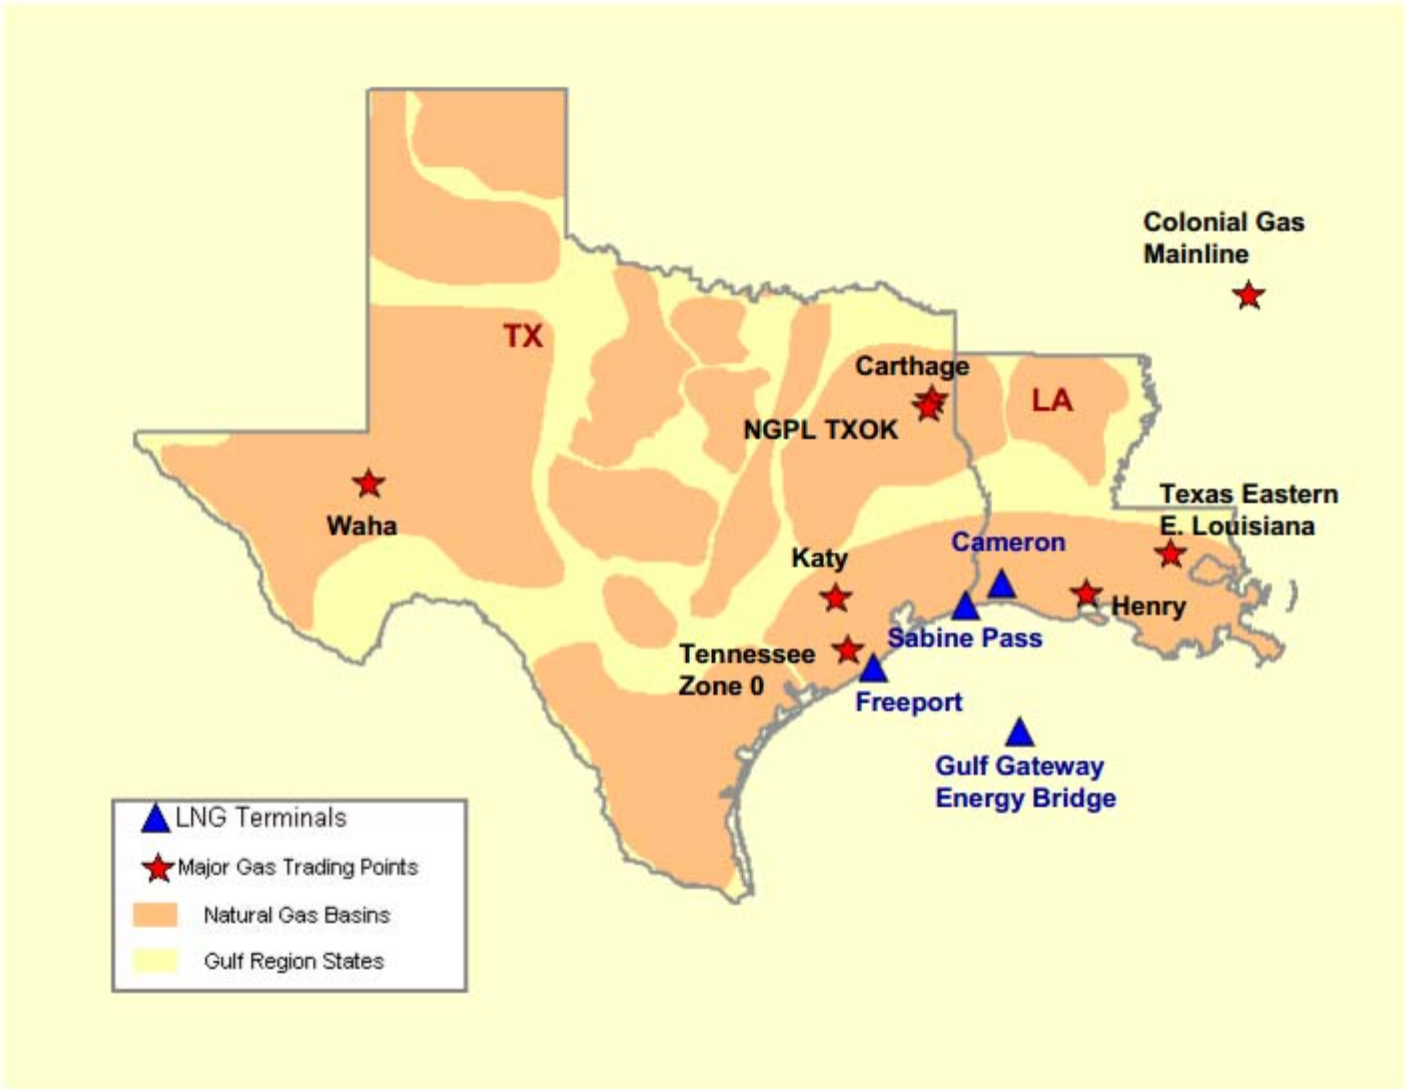 Colonial Gas
Mainline
TX
Carthage
LA
NGPL TXOK
Waha
Texas Eastern
E. Louisiana
Cameron
Katy
Henry
Sabine Pass
Tennessee
Zone 0
Freeport
Gulf Gateway
Energy Bridge
LNG Terminals
Major Gas Trading Points
Natural Gas Basins
Gulf Region States